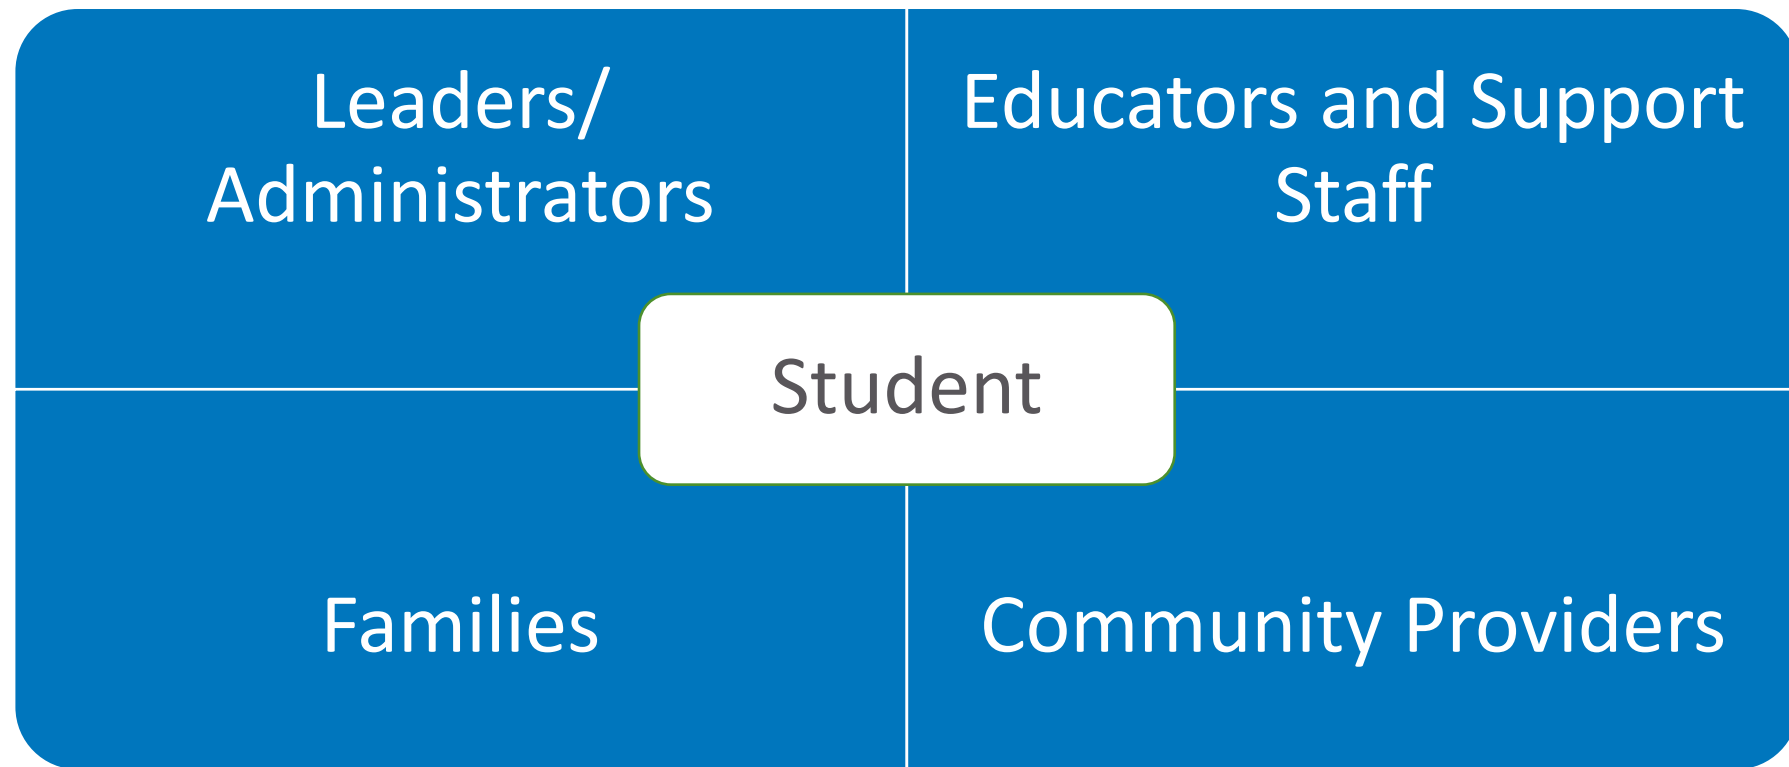 Leaders/
Administrators
Educators and Support
Staff
Student
Families
Community Providers